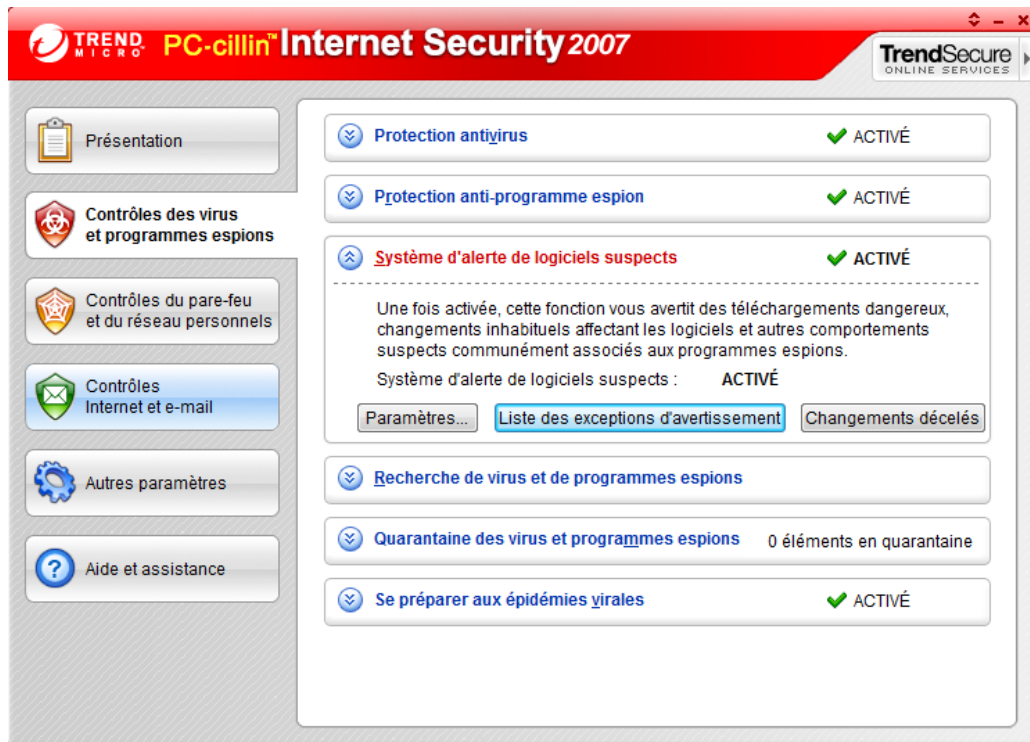 TREND MICRO PC-cillin™ Internet Security 2007
TrendSecure
ONLINE SERVICES
Présentation
Contrôles des virus
et programmes espions
Contrôles du pare-feu
et du réseau personnels
Contrôles
Internet et e-mail
Autres paramètres
Aide et assistance
Protection antivirus ACTIVÉ
Protection anti-programme espion ACTIVÉ
Système d'alerte de logiciels suspects ACTIVÉ
Une fois activée, cette fonction vous avertit des téléchargements dangereux,
changements inhabituels affectant les logiciels et autres comportements
suspects communément associés aux programmes espions.
Système d'alerte de logiciels suspects : ACTIVÉ
Paramètres... Liste des exceptions d'avertissement Changements décelés
Recherche de virus et de programmes espions
Quarantaine des virus et programmes espions 0 éléments en quarantaine
Se préparer aux épidémies virales ACTIVÉ